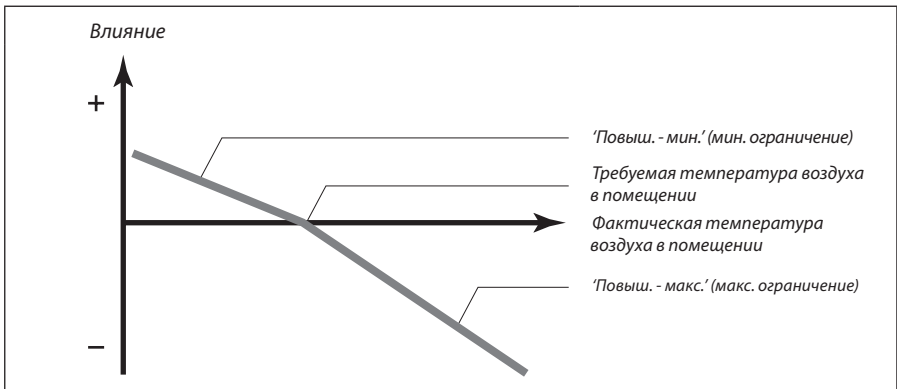 Влияние
+
'Повыш. - мин.' (мин. ограничение)
Требуемая температура воздуха
в помещении
Фактическая температура
воздуха в помещении
'Повыш. - макс.' (макс. ограничение)
–